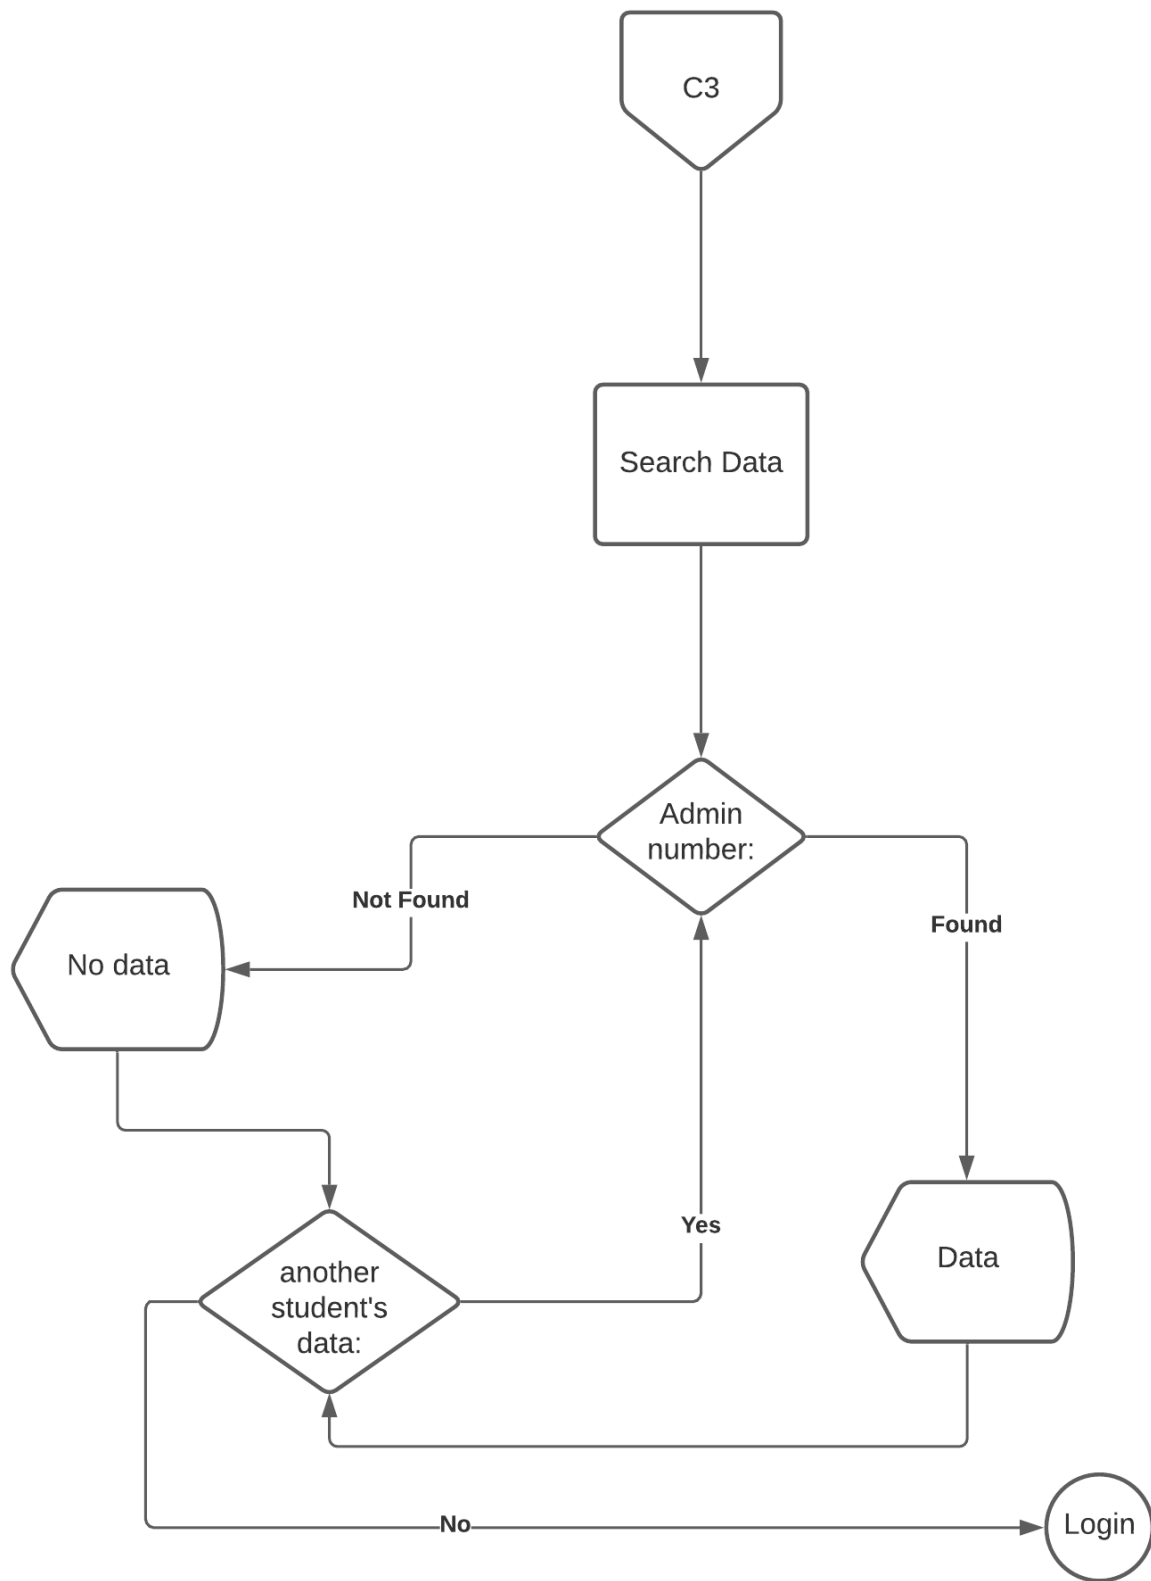 C3
Search Data
Admin
number:
Not Found
Found
No data
Yes
Data
another
student's
data:
No
Login